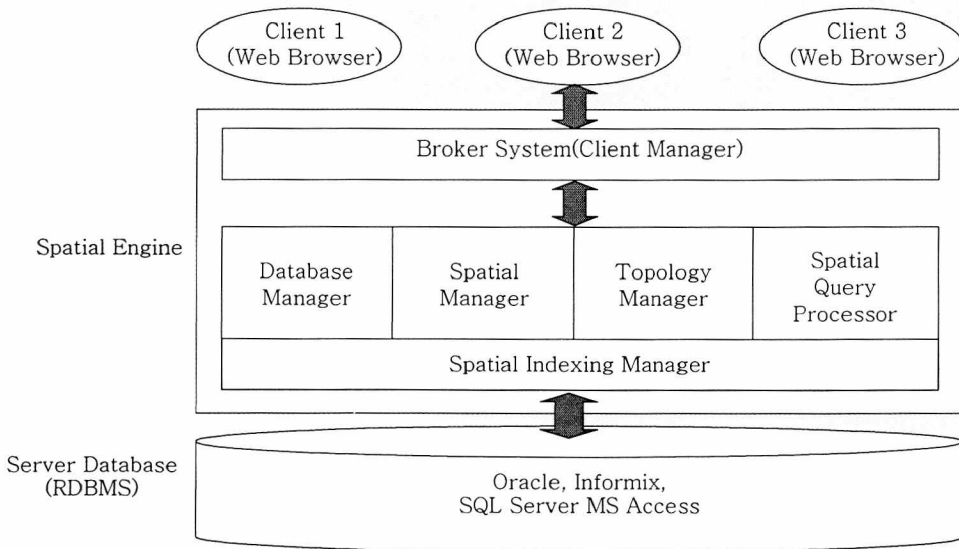 Client 1
(Web Browser)
Client 2
(Web Browser)
Client 3
(Web Browser)
Broker System(Client Manager)
Spatial Engine
Database
Manager
Spatial
Manager
Topology
Manager
Spatial
Query
Processor
Spatial Indexing Manager
Server Database
(RDBMS)
Oracle, Informix,
SQL Server MS Access